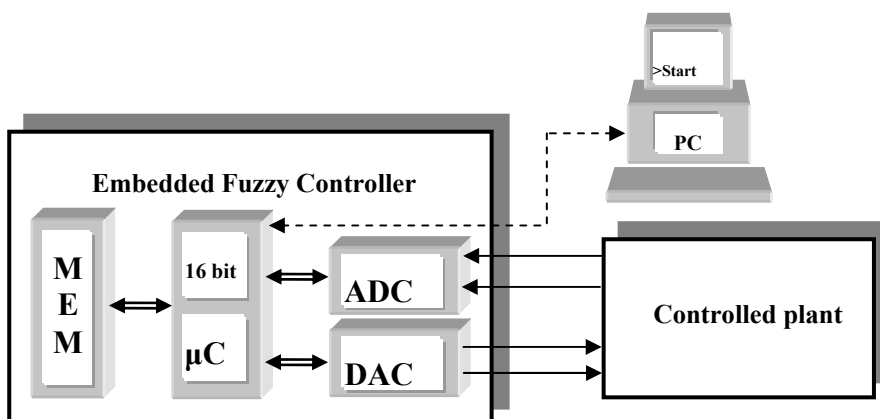 >Start
PC
Embedded Fuzzy Controller
M
E
M
16 bit
µC
ADC
DAC
Controlled plant